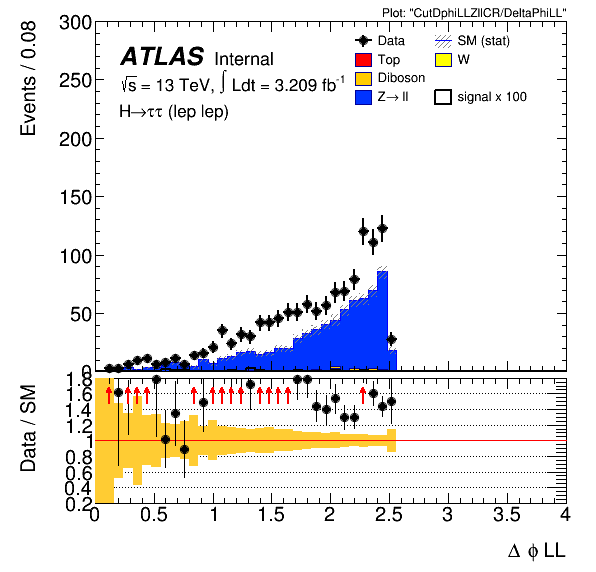 Plot: "CutDphiLLZllCR/DeltaPhiLL"
Events / 0.08
300
250
200
150
100
50
0
ATLAS Internal
√s = 13 TeV, ∫ Ldt = 3.209 fb⁻¹
H→ττ (lep lep)
Data
SM (stat)
Top
W
Diboson
Z→ ll
signal x 100
Data / SM
1.8
1.6
1.4
1.2
1
0.8
0.6
0.4
0.2
0 0.5 1 1.5 2 2.5 3 3.5 4
Δ ϕ LL